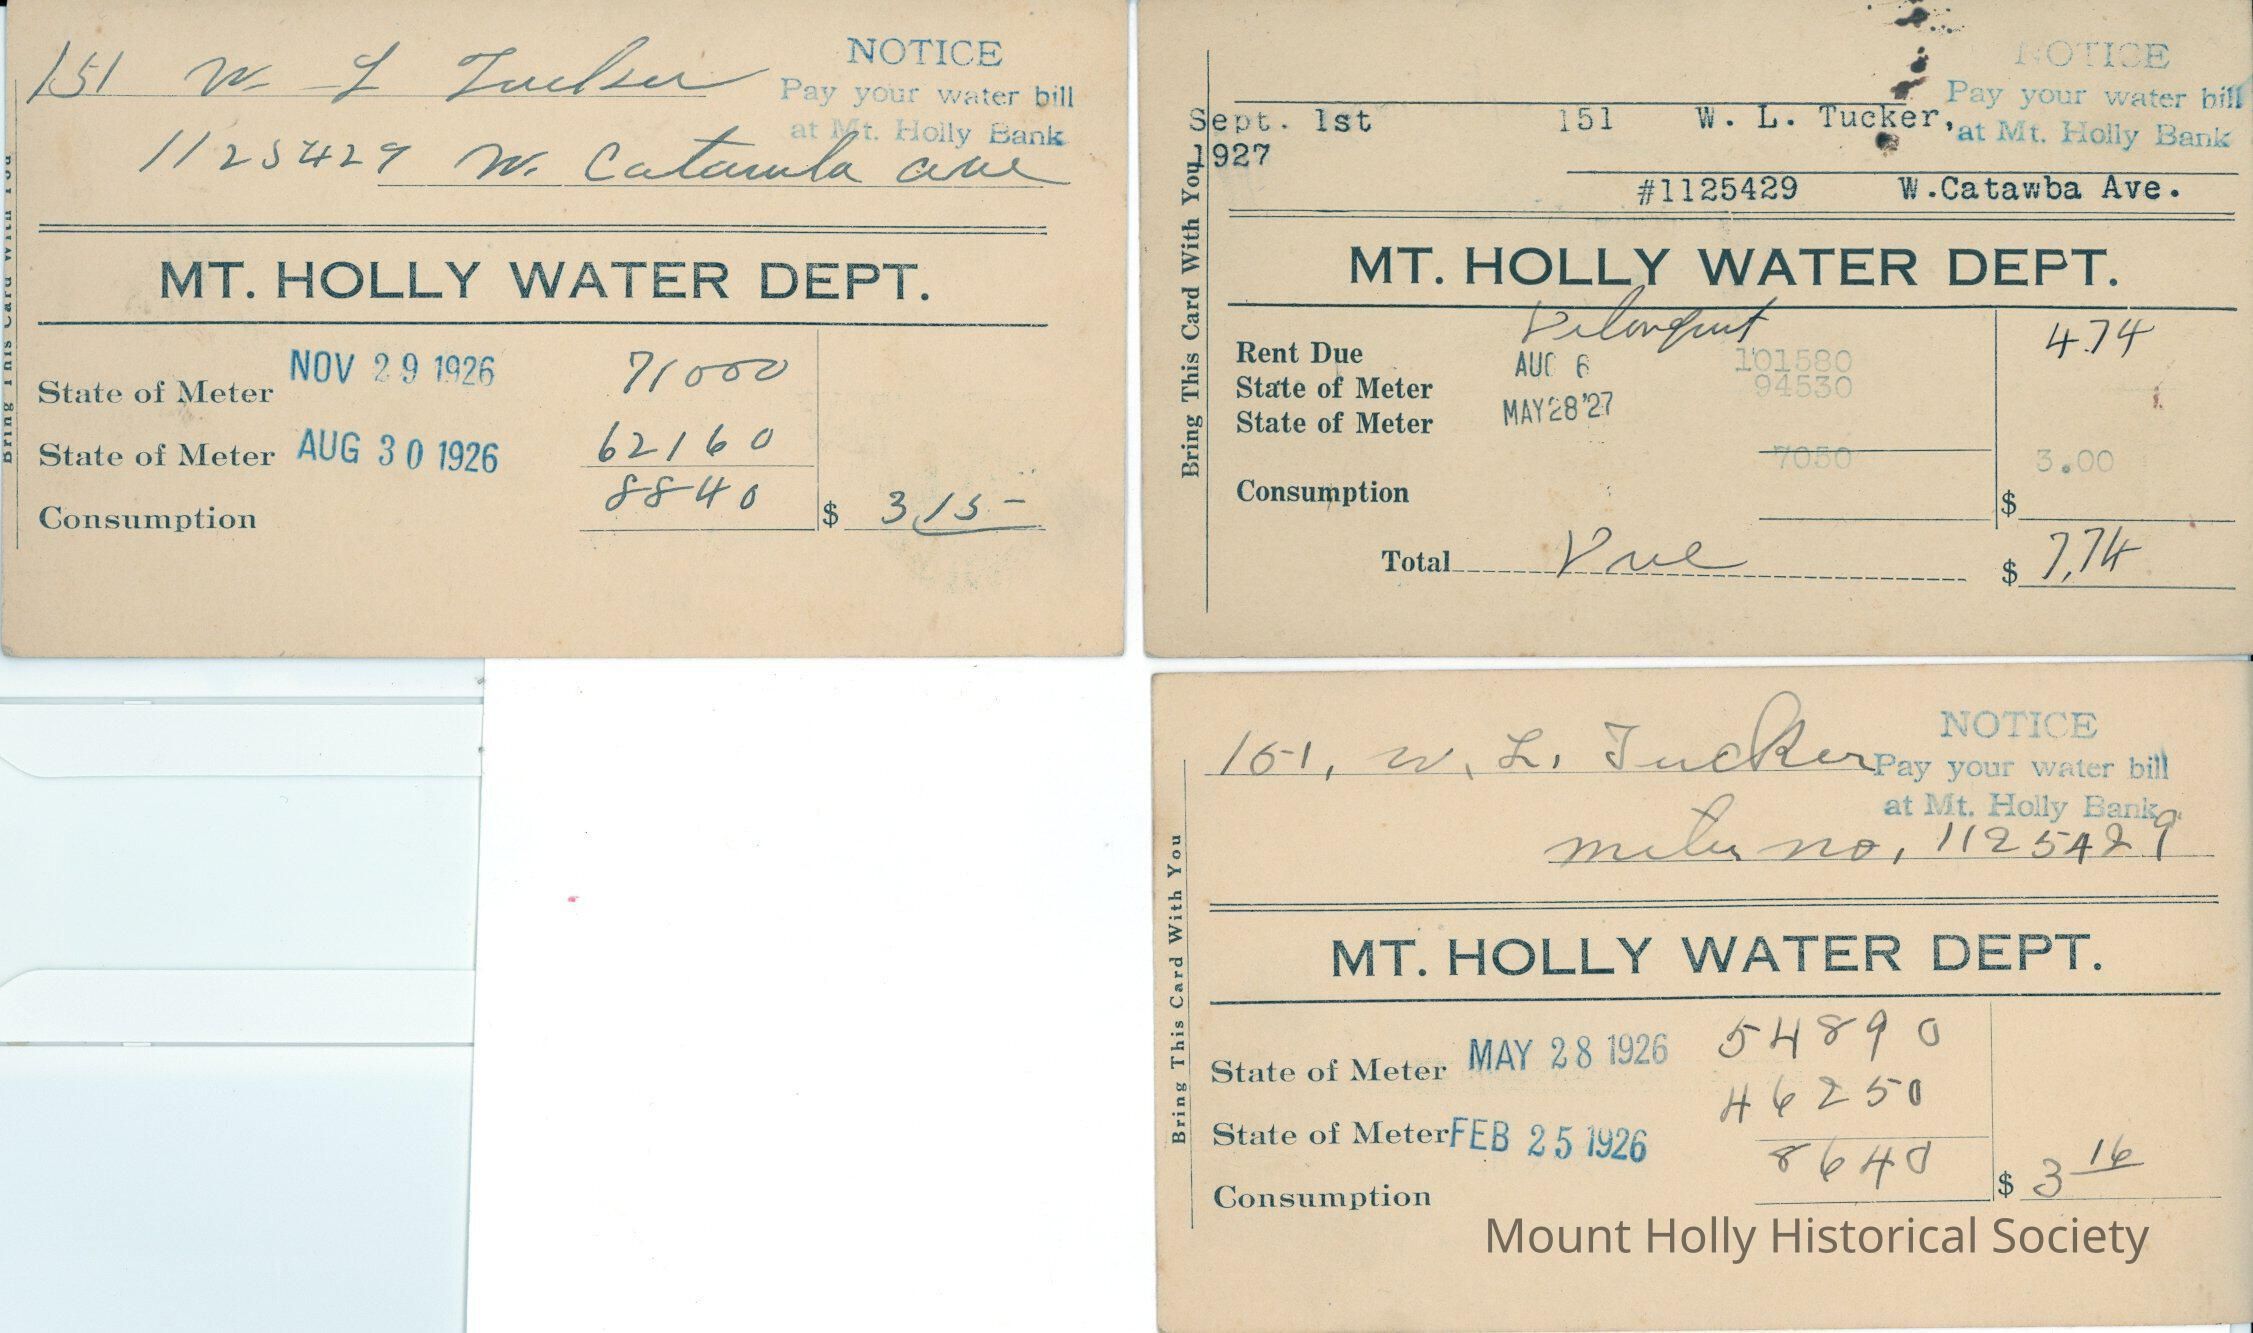 151 W L Tucker
NOTICE
Pay your water bill
at Mt. Holly Bank
1125429 W. Catawba ave
Bring This Card With You
MT. HOLLY WATER DEPT.
State of Meter NOV 29 1926 71000
State of Meter AUG 30 1926 62160
Consumption 8840 $ 3.15
NOTICE
Pay your water bill
at Mt. Holly Bank
Sept. 1st 151 W. L. Tucker,
1927
#1125429 W.Catawba Ave.
Bring This Card With You
MT. HOLLY WATER DEPT.
Delonqunt 4.74
Rent Due
State of Meter AUG 6 101580
State of Meter MAY 28 '27 94530
7050 3.00
Consumption $
Total Due $ 7.74
151, W. L. Tucker
NOTICE
Pay your water bill
at Mt. Holly Bank
meter no, 1125429
Bring This Card With You
MT. HOLLY WATER DEPT.
State of Meter MAY 28 1926 54890
State of Meter FEB 25 1926 46250
Consumption 8640 $ 3 16
Mount Holly Historical Society